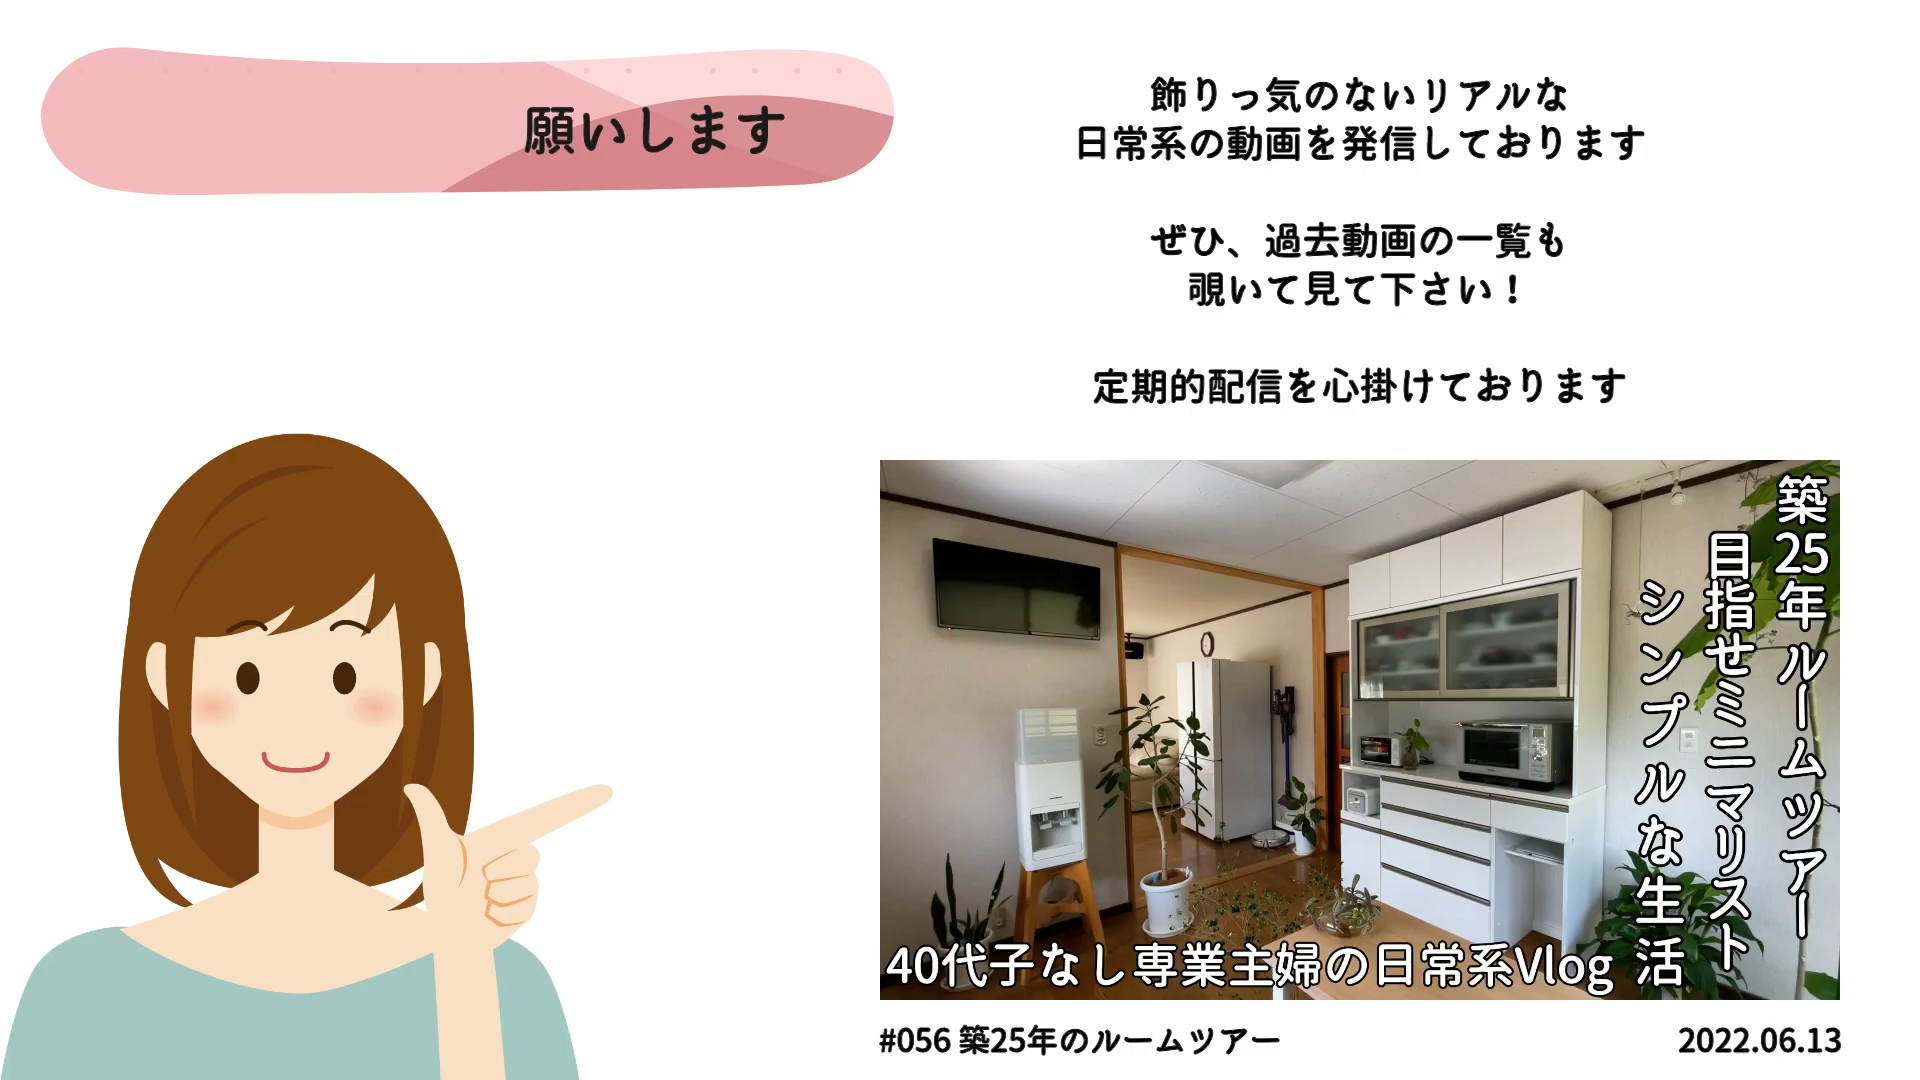 願いします
飾りっ気のないリアルな
日常系の動画を発信しております
ぜひ、過去動画の一覧も
覗いて見て下さい！
定期的配信を心掛けております
築25年ルームツアー
目指せミニマリスト
シンプルな生活
40代子なし専業主婦の日常系Vlog
#056 築25年のルームツアー
2022.06.13